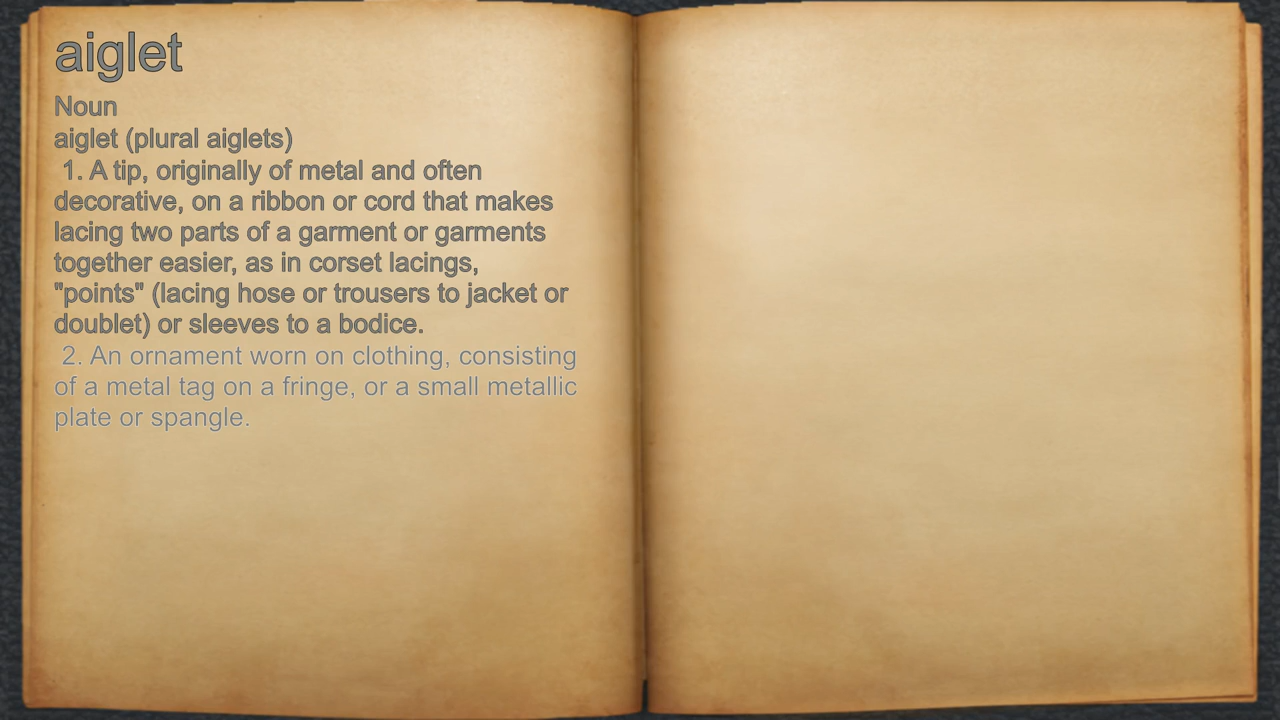 aiglet
Noun
aiglet (plural aiglets)
1. A tip, originally of metal and often
decorative, on a ribbon or cord that makes
lacing two parts of a garment or garments
together easier, as in corset lacings,
"points" (lacing hose or trousers to jacket or
doublet) or sleeves to a bodice.
2. An ornament worn on clothing, consisting
of a metal tag on a fringe, or a small metallic
plate or spangle.